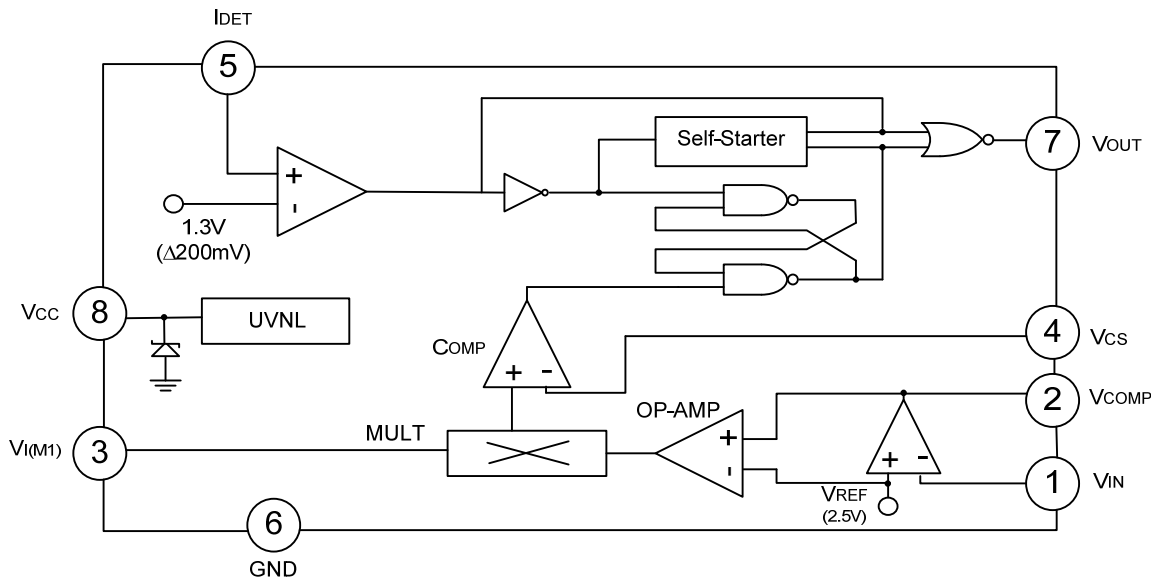 IDET
5
Self-Starter
7
VOUT
+
-
1.3V
(Δ200mV)
VCC
8
UVNL
COMP
+ -
4
VCS
OP-AMP
2
VCOMP
VI(M1)
3
MULT
+
-
+ -
VREF
(2.5V)
1
VIN
6
GND